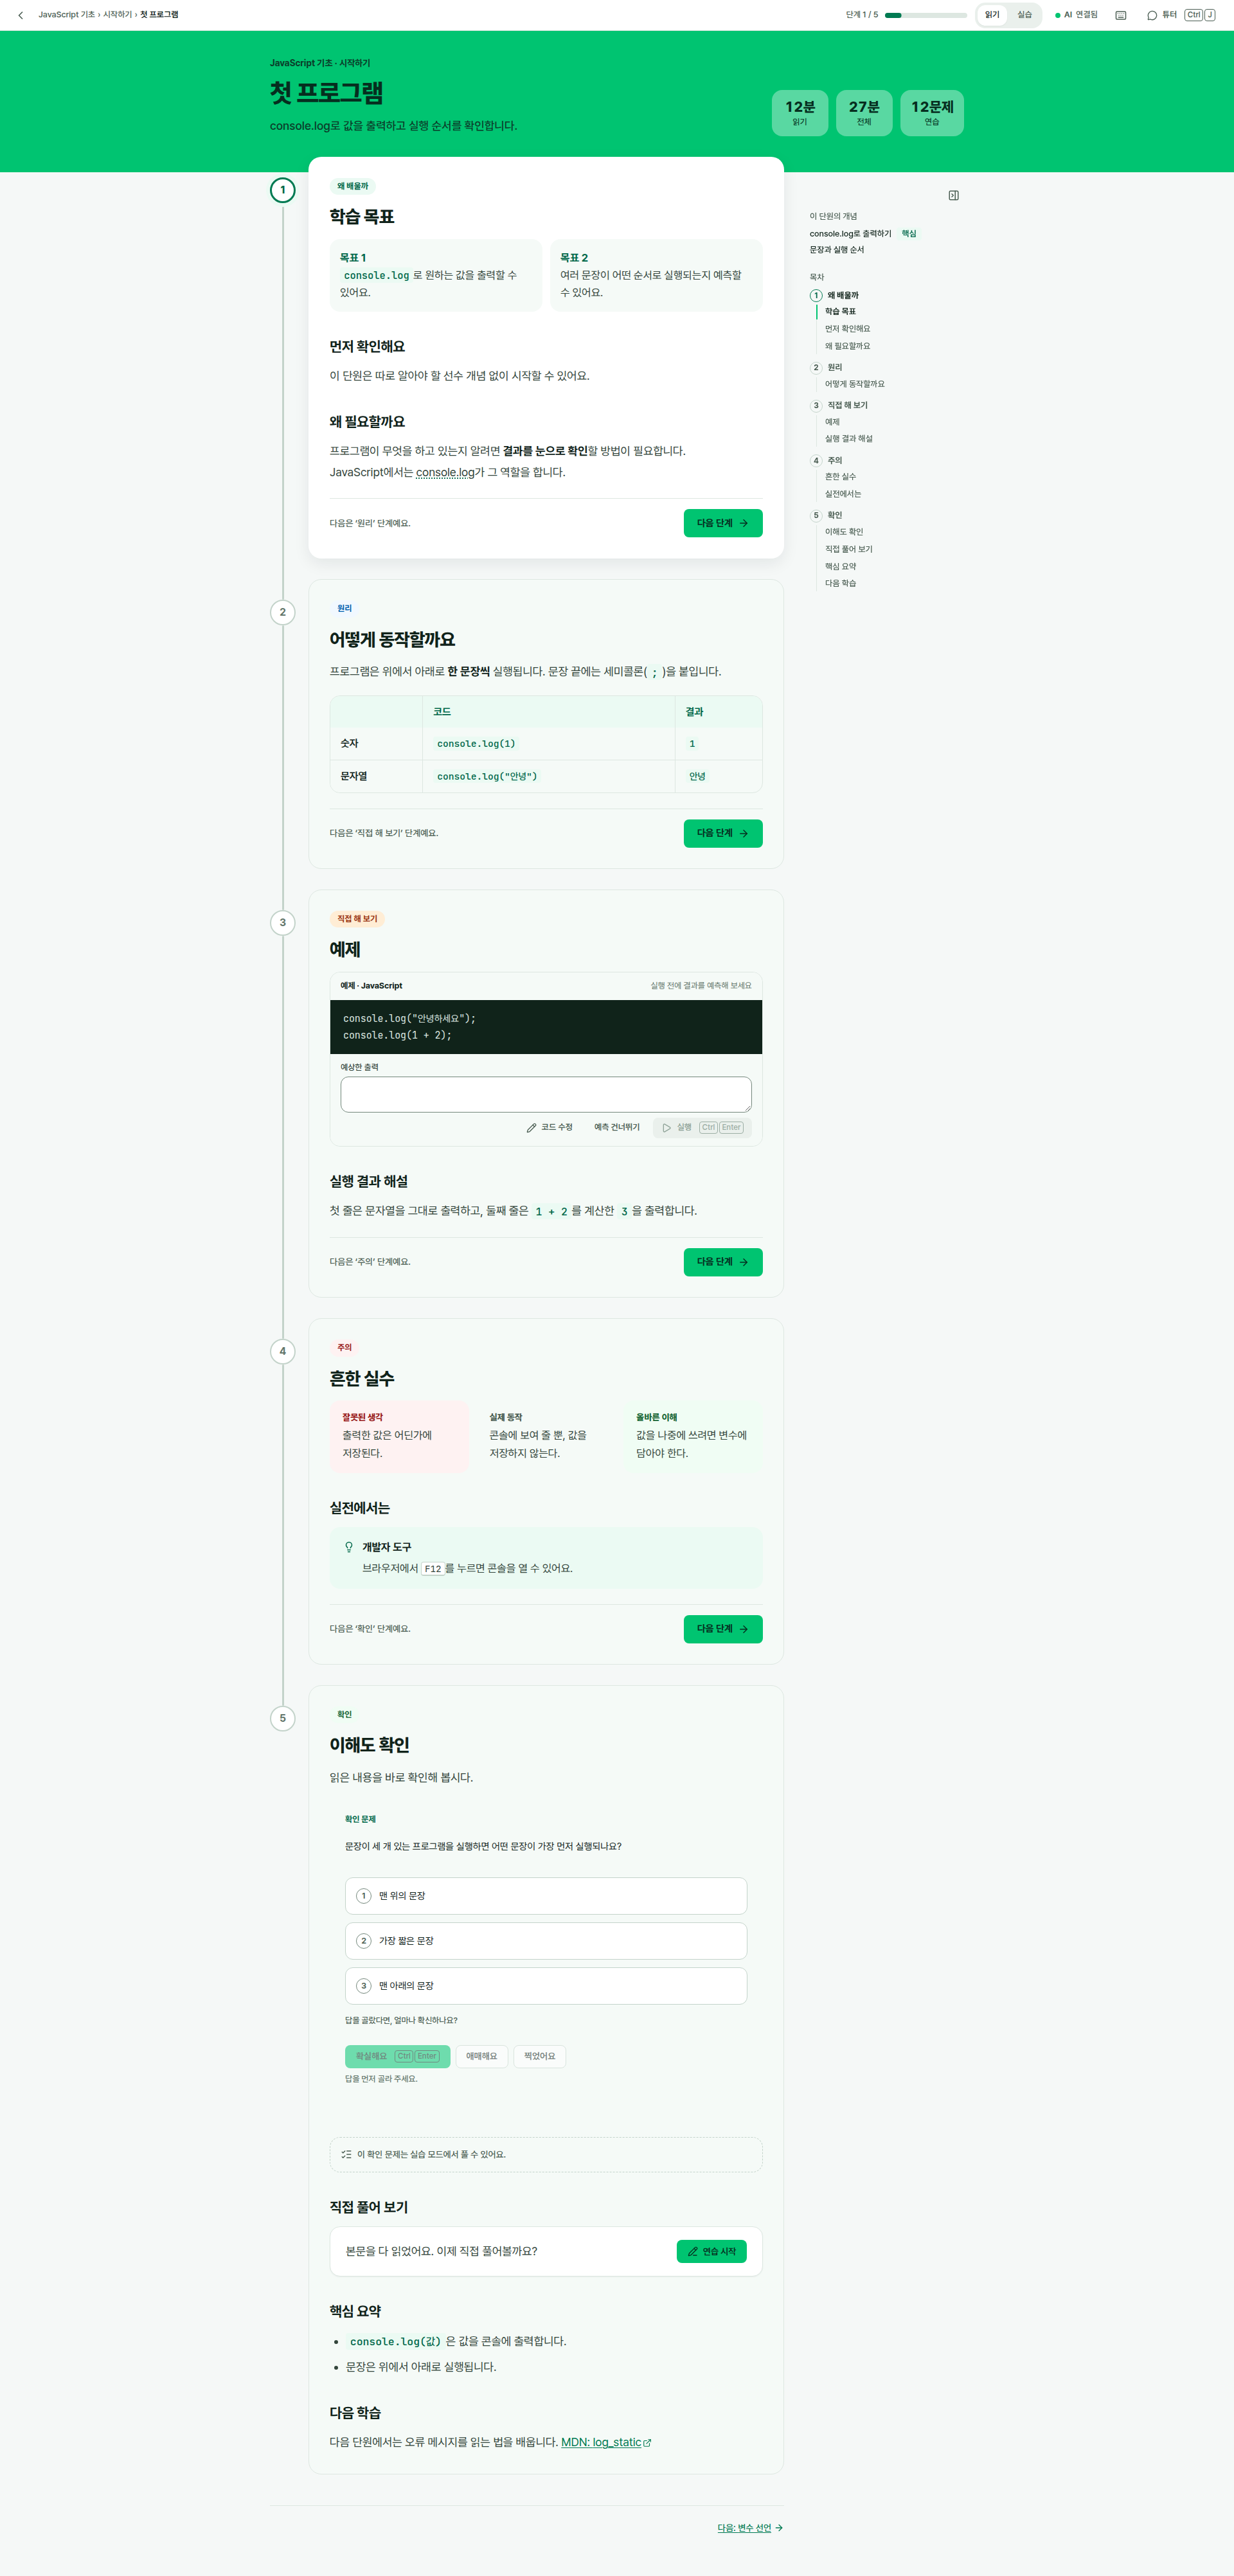 JavaScript 기초 › 시작하기 › 첫 프로그램
단계 1 / 5
읽기
실습
AI 연결됨
튜터 Ctrl J
JavaScript 기초 · 시작하기
첫 프로그램
console.log로 값을 출력하고 실행 순서를 확인합니다.
12분
읽기
27분
전체
12문제
연습
1
왜 배울까
학습 목표
목표 1
console.log 로 원하는 값을 출력할 수
있어요.
목표 2
여러 문장이 어떤 순서로 실행되는지 예측할
수 있어요.
먼저 확인해요
이 단원은 따로 알아야 할 선수 개념 없이 시작할 수 있어요.
왜 필요할까요
프로그램이 무엇을 하고 있는지 알려면 결과를 눈으로 확인할 방법이 필요합니다.
JavaScript에서는 console.log가 그 역할을 합니다.
다음은 ‘원리’ 단계예요.
다음 단계 →
이 단원의 개념
console.log로 출력하기 핵심
문장과 실행 순서
목차
1 왜 배울까
학습 목표
먼저 확인해요
왜 필요할까요
2 원리
어떻게 동작할까요
3 직접 해 보기
예제
실행 결과 해설
4 주의
흔한 실수
실전에서는
5 확인
이해도 확인
직접 풀어 보기
핵심 요약
다음 학습
2
원리
어떻게 동작할까요
프로그램은 위에서 아래로 한 문장씩 실행됩니다. 문장 끝에는 세미콜론( ; )을 붙입니다.
코드 결과
숫자 console.log(1) 1
문자열 console.log("안녕") 안녕
다음은 ‘직접 해 보기’ 단계예요.
다음 단계 →
3
직접 해 보기
예제
예제 · JavaScript
실행 전에 결과를 예측해 보세요
console.log("안녕하세요");
console.log(1 + 2);
예상한 출력
코드 수정
예측 건너뛰기
실행 Ctrl Enter
실행 결과 해설
첫 줄은 문자열을 그대로 출력하고, 둘째 줄은 1 + 2 를 계산한 3 을 출력합니다.
다음은 ‘주의’ 단계예요.
다음 단계 →
4
주의
흔한 실수
잘못된 생각
출력한 값은 어딘가에
저장된다.
실제 동작
콘솔에 보여 줄 뿐, 값을
저장하지 않는다.
올바른 이해
값을 나중에 쓰려면 변수에
담아야 한다.
실전에서는
개발자 도구
브라우저에서 F12 를 누르면 콘솔을 열 수 있어요.
다음은 ‘확인’ 단계예요.
다음 단계 →
5
확인
이해도 확인
읽은 내용을 바로 확인해 봅시다.
확인 문제
문장이 세 개 있는 프로그램을 실행하면 어떤 문장이 가장 먼저 실행되나요?
1 맨 위의 문장
2 가장 짧은 문장
3 맨 아래의 문장
답을 골랐다면, 얼마나 확신하나요?
확실해요 Ctrl Enter
애매해요
찍었어요
답을 먼저 골라 주세요.
이 확인 문제는 실습 모드에서 풀 수 있어요.
직접 풀어 보기
본문을 다 읽었어요. 이제 직접 풀어볼까요?
연습 시작
핵심 요약
• console.log(값) 은 값을 콘솔에 출력합니다.
• 문장은 위에서 아래로 실행됩니다.
다음 학습
다음 단원에서는 오류 메시지를 읽는 법을 배웁니다. MDN: log_static
다음: 변수 선언 →